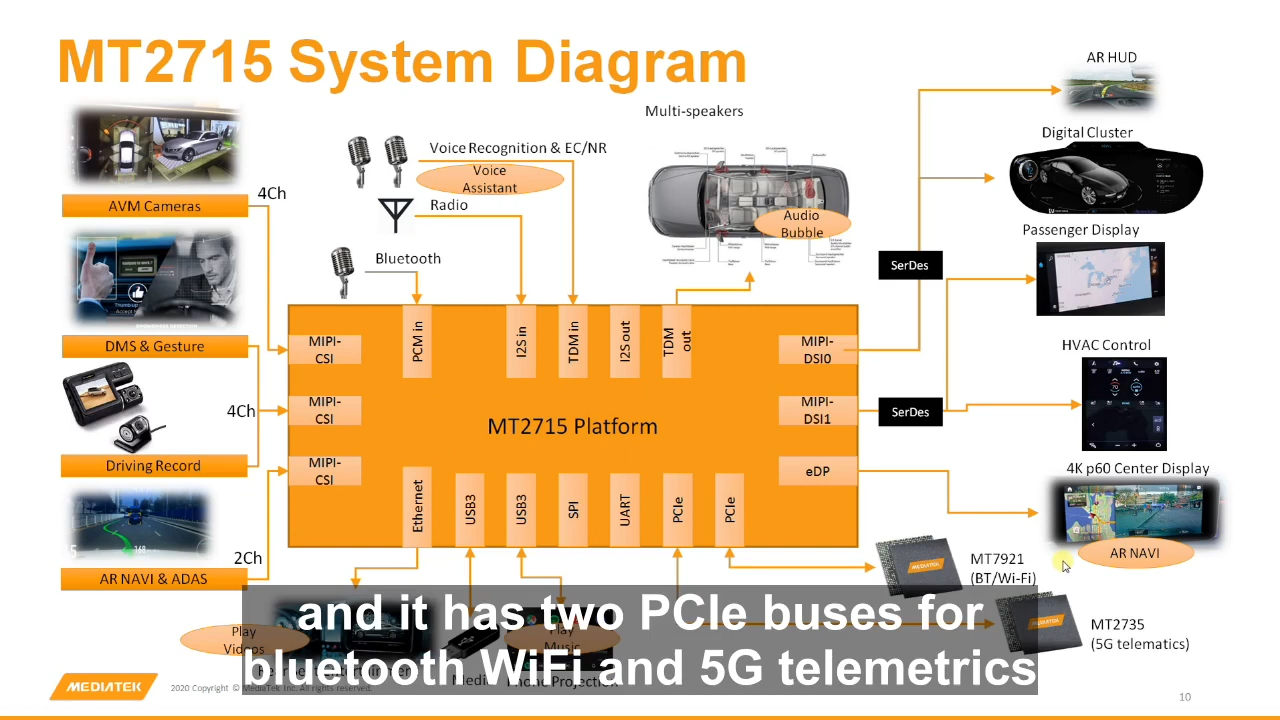 MT2715 System Diagram
AR HUD
Multi-speakers
Digital Cluster
Voice Recognition & EC/NR
Voice
Assistant
4Ch
AVM Cameras
Radio
Audio
Bubble
Passenger Display
Bluetooth
SerDes
DMS & Gesture
MIPI-
CSI
PCM in
I2S in
TDM in
I2S out
TDM
out
MIPI-
DSI0
HVAC Control
4Ch
MIPI-
CSI
MT2715 Platform
MIPI-
DSI1
SerDes
Driving Record
MIPI-
CSI
eDP
4K p60 Center Display
Ethernet
USB3
USB3
SPI
UART
PCIe
PCIe
2Ch
AR NAVI & ADAS
AR NAVI
MEDIATEK
MT7921
(BT/Wi-Fi)
MEDIATEK
MT2735
(5G telematics)
Play
Videos
Play
Music
and it has two PCIe buses for
bluetooth WiFi and 5G telemetrics
MEDIATEK
2020 Copyright © MediaTek Inc. All rights reserved.
10